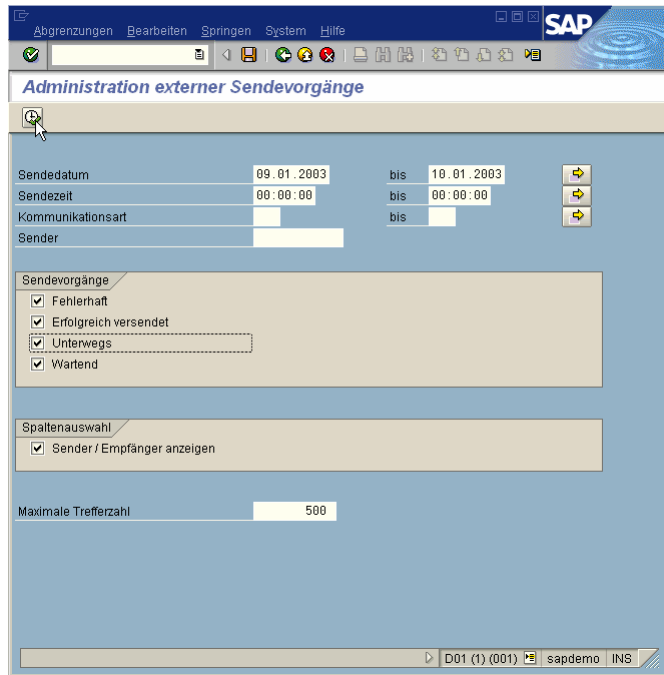 Abgrenzungen Bearbeiten Springen System Hilfe
SAP
Administration externer Sendevorgänge
Sendedatum 09.01.2003 bis 10.01.2003
Sendezeit 00:00:00 bis 00:00:00
Kommunikationsart bis
Sender
Sendevorgänge
Fehlerhaft
Erfolgreich versendet
Unterwegs
Wartend
Spaltenauswahl
Sender / Empfänger anzeigen
Maximale Trefferzahl 500
D01 (1) (001) sapdemo INS